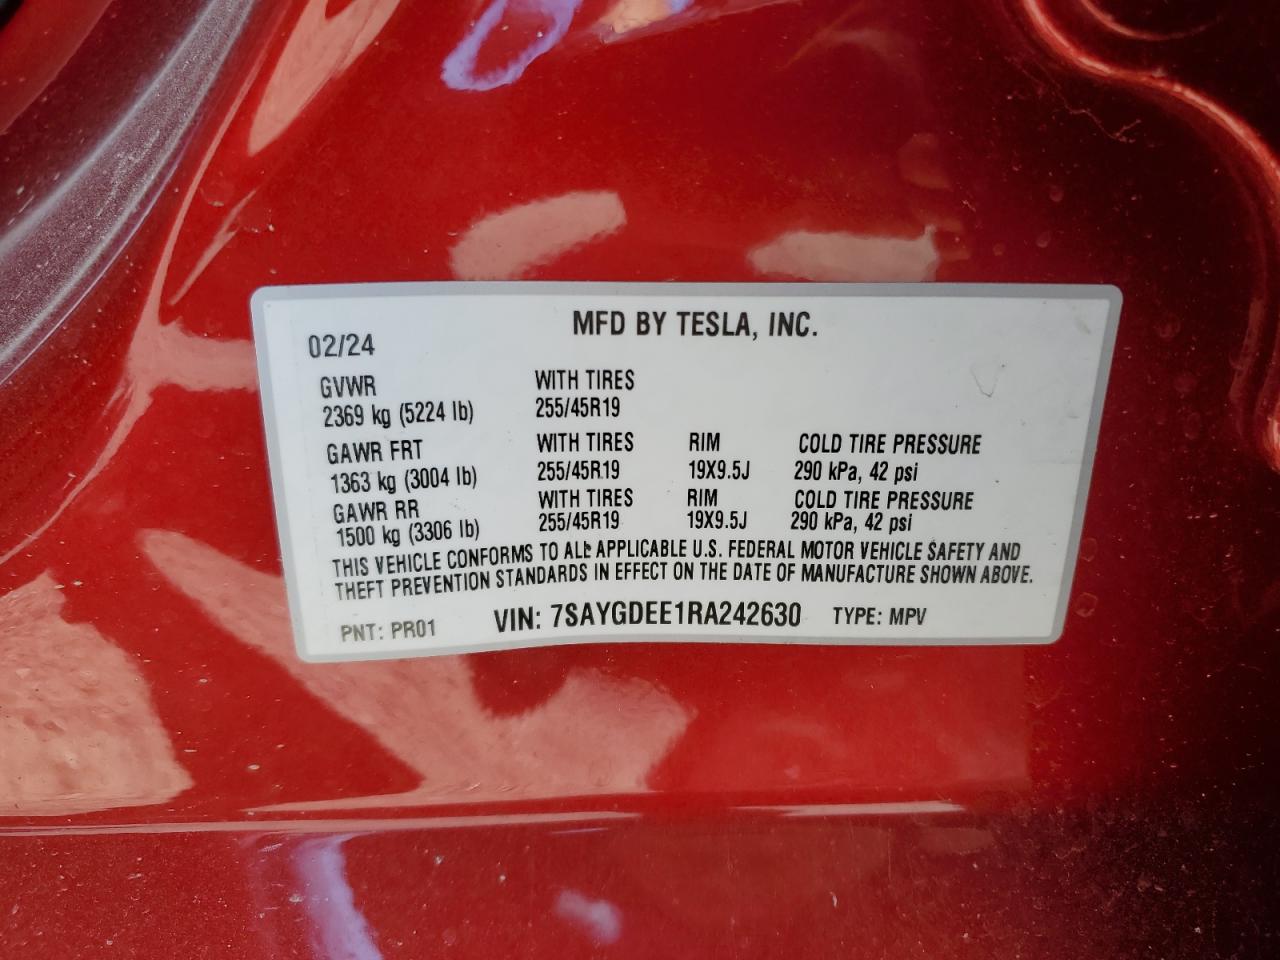 MFD BY TESLA, INC.
02/24
GVWR WITH TIRES
2369 kg (5224 lb) 255/45R19
GAWR FRT WITH TIRES RIM COLD TIRE PRESSURE
1363 kg (3004 lb) 255/45R19 19X9.5J 290 kPa, 42 psi
GAWR RR WITH TIRES RIM COLD TIRE PRESSURE
1500 kg (3306 lb) 255/45R19 19X9.5J 290 kPa, 42 psi
THIS VEHICLE CONFORMS TO ALL APPLICABLE U.S. FEDERAL MOTOR VEHICLE SAFETY AND
THEFT PREVENTION STANDARDS IN EFFECT ON THE DATE OF MANUFACTURE SHOWN ABOVE.
PNT: PR01 VIN: 7SAYGDEE1RA242630 TYPE: MPV